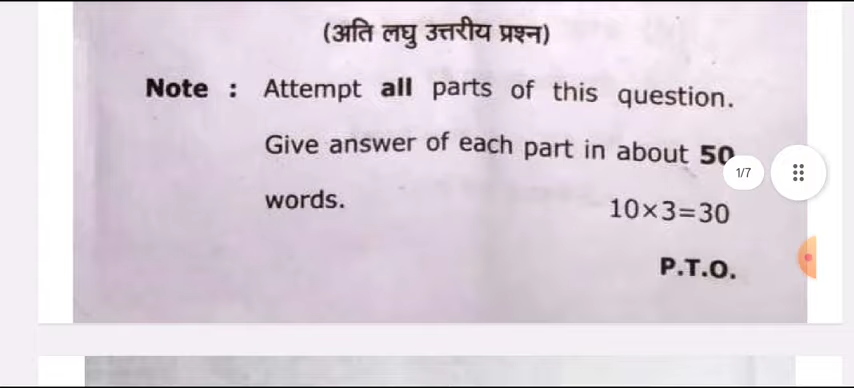 (अति लघु उत्तरीय प्रश्न)
Note : Attempt all parts of this question.
Give answer of each part in about 50
1/7
words.
10×3=30
P.T.O.